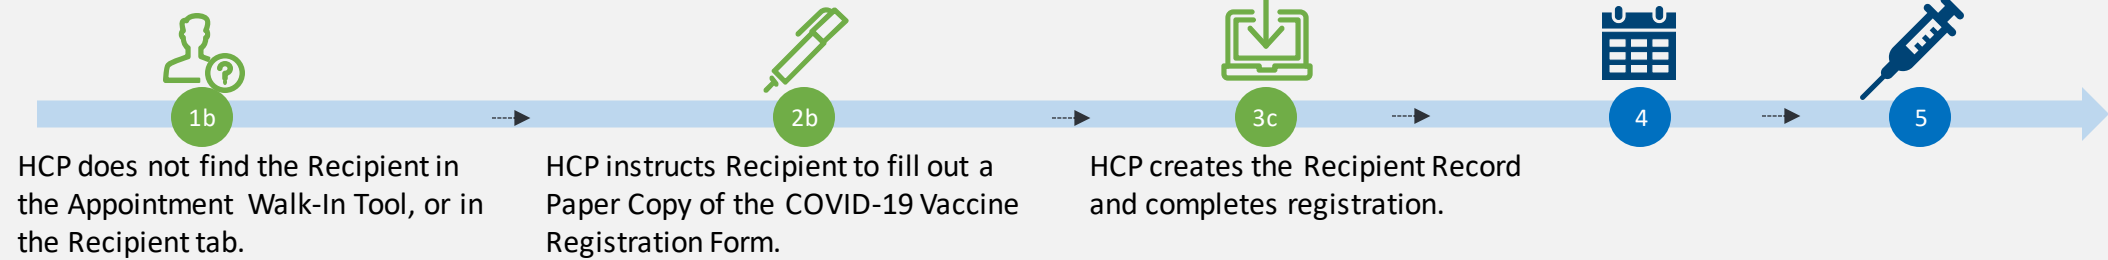 ?
1b
2b
3c
4
5
HCP does not find the Recipient in
the Appointment Walk-In Tool, or in
the Recipient tab.
HCP instructs Recipient to fill out a
Paper Copy of the COVID-19 Vaccine
Registration Form.
HCP creates the Recipient Record
and completes registration.